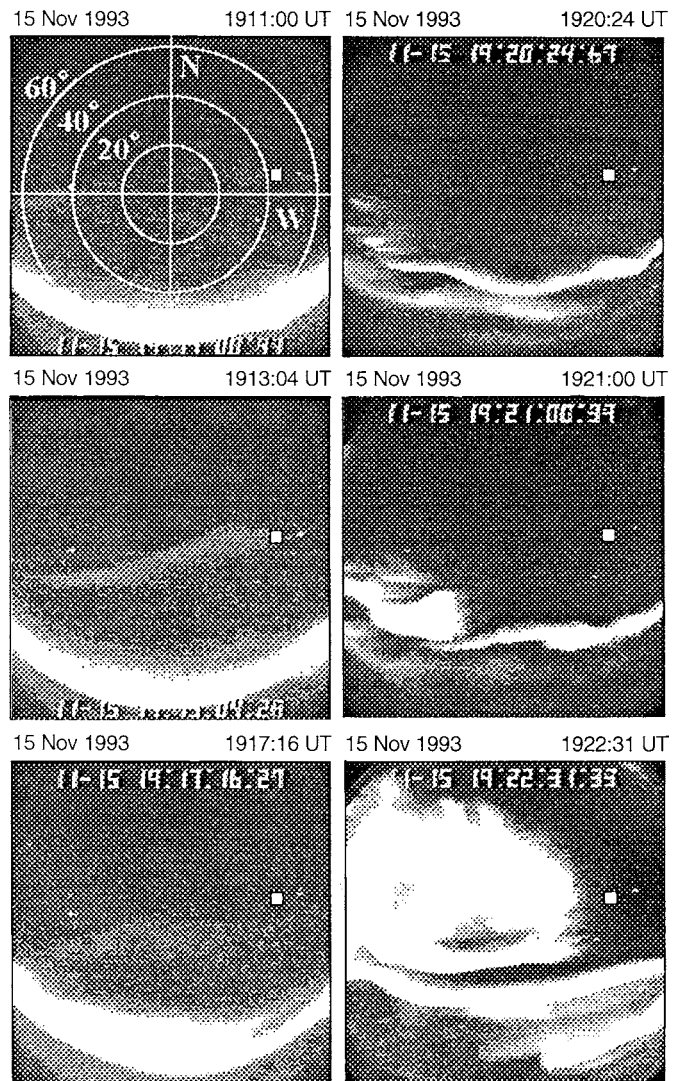 15 Nov 1993 1911:00 UT
N
60°
40°
20°
W
15 Nov 1993 1920:24 UT
11-15 19:20:24:67
15 Nov 1993 1913:04 UT
15 Nov 1993 1921:00 UT
11-15 19:21:00:39
15 Nov 1993 1917:16 UT
11-15 19:17:16:27
15 Nov 1993 1922:31 UT
11-15 19:22:31:33